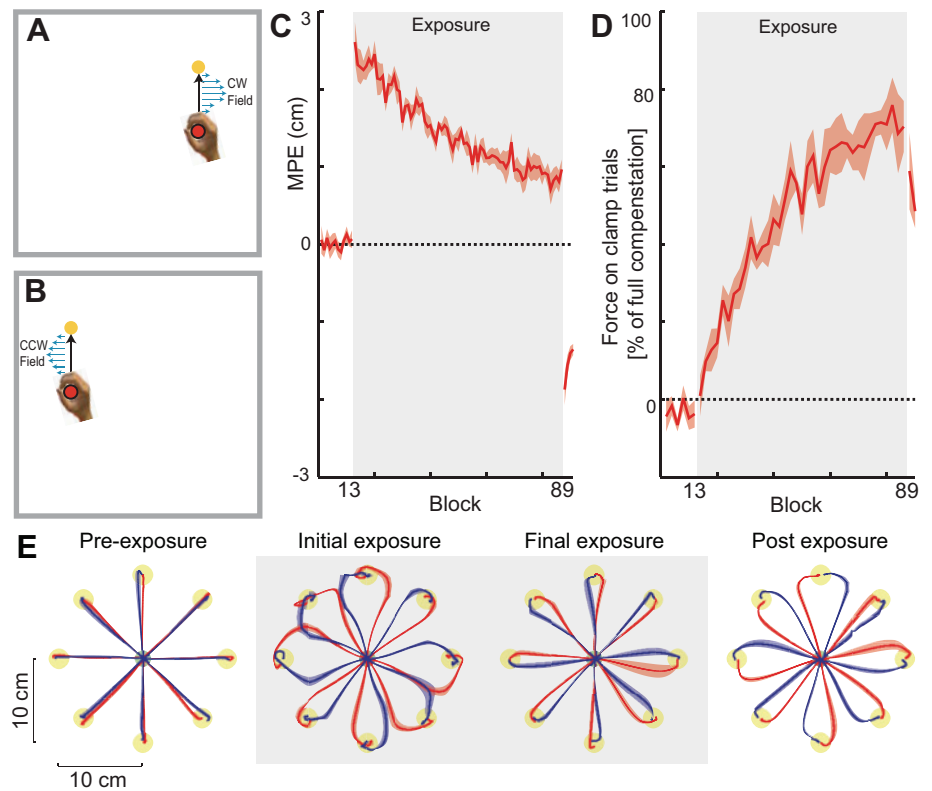 A
CW
Field
B
CCW
Field
C
3
Exposure
MPE (cm)
0
-3
13
89
Block
D
100
Exposure
80
Force on clamp trials
[% of full compenstation]
0
13
89
Block
E
Pre-exposure
Initial exposure
Final exposure
Post exposure
10 cm
10 cm